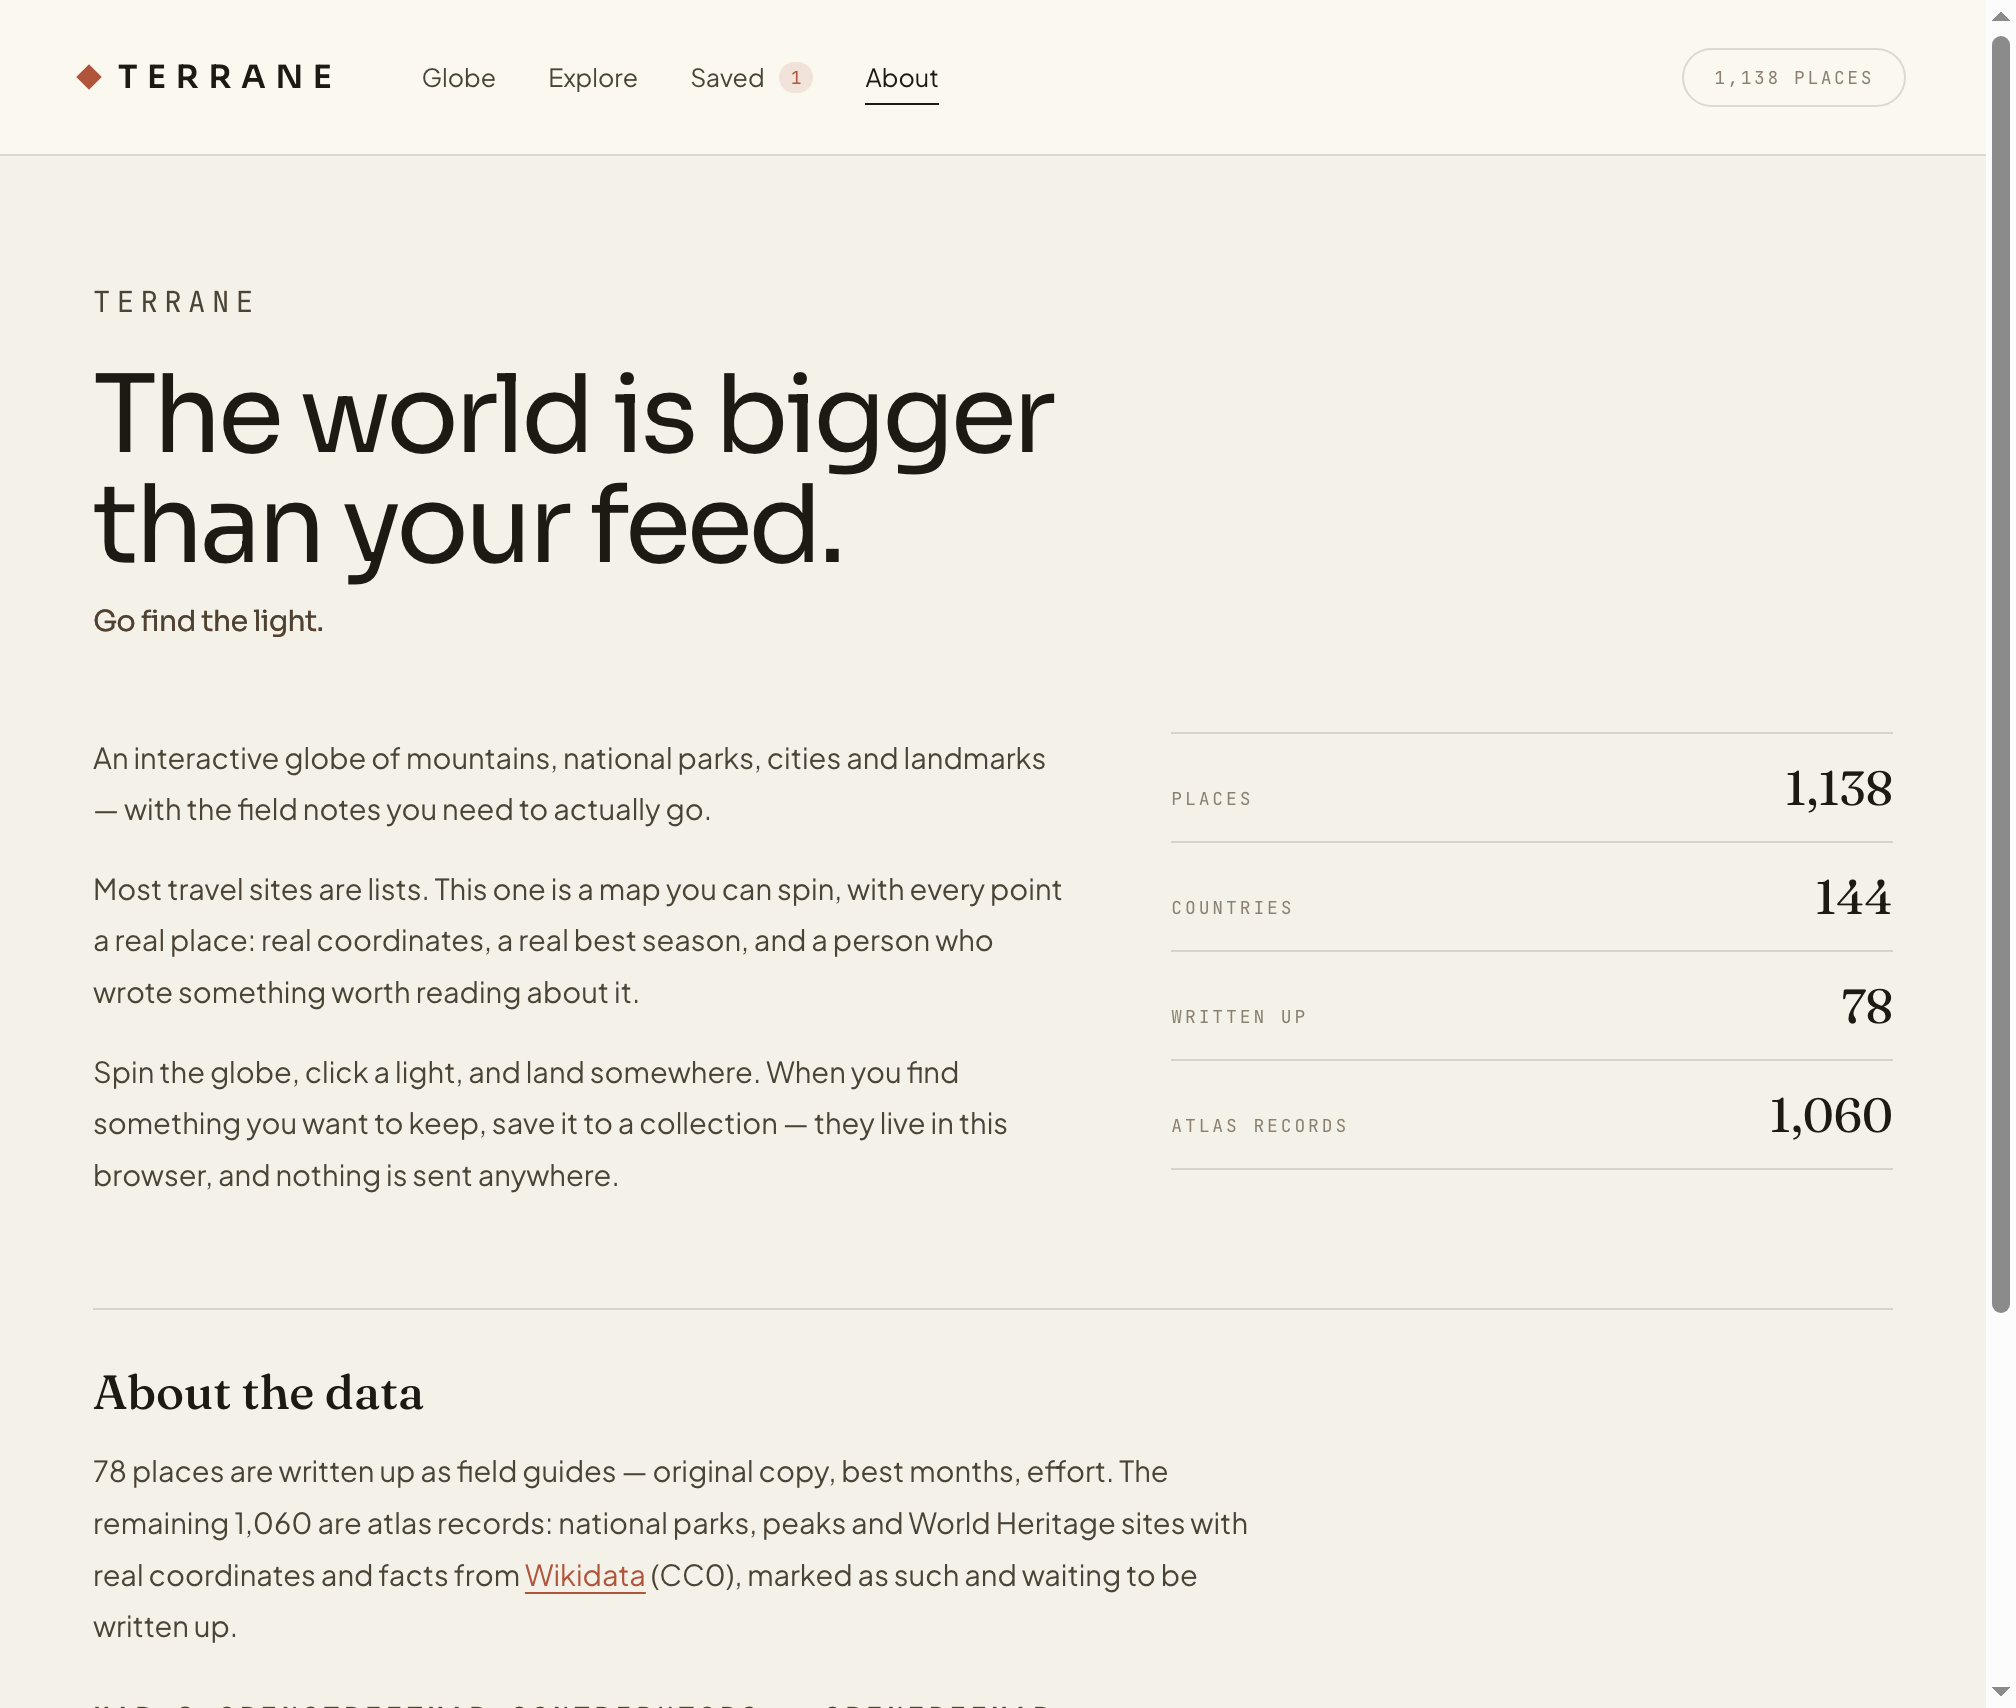 TERRANE
Globe
Explore
Saved 1
About
1,138 PLACES
TERRANE
The world is bigger
than your feed.
Go find the light.
An interactive globe of mountains, national parks, cities and landmarks
— with the field notes you need to actually go.
Most travel sites are lists. This one is a map you can spin, with every point
a real place: real coordinates, a real best season, and a person who
wrote something worth reading about it.
Spin the globe, click a light, and land somewhere. When you find
something you want to keep, save it to a collection — they live in this
browser, and nothing is sent anywhere.
PLACES 1,138
COUNTRIES 144
WRITTEN UP 78
ATLAS RECORDS 1,060
About the data
78 places are written up as field guides — original copy, best months, effort. The
remaining 1,060 are atlas records: national parks, peaks and World Heritage sites with
real coordinates and facts from Wikidata (CC0), marked as such and waiting to be
written up.